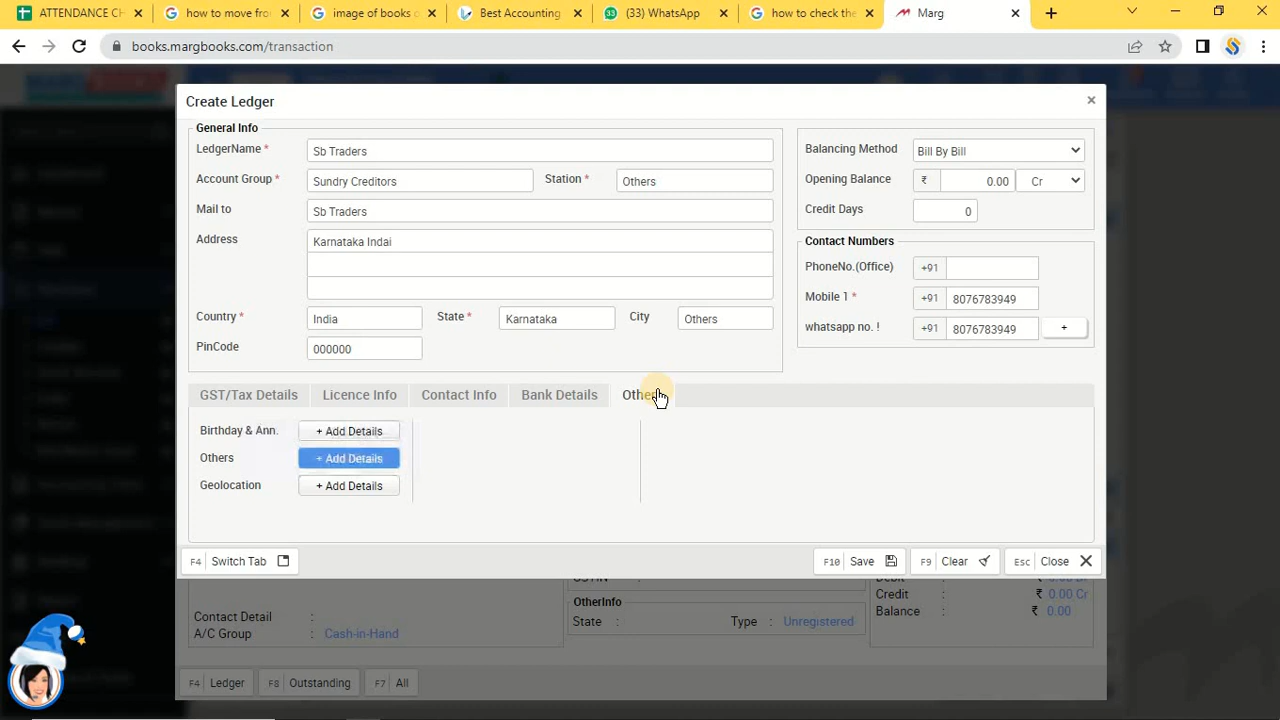 ATTENDANCE CH
how to move fro
image of books o
Best Accounting
(33) WhatsApp
how to check the
Marg
books.margbooks.com/transaction
Create Ledger
General Info
LedgerName * Sb Traders
Account Group * Sundry Creditors Station * Others
Mail to Sb Traders
Address Karnataka Indai
Country * India State * Karnataka City Others
PinCode 000000
Balancing Method Bill By Bill
Opening Balance ₹ 0.00 Cr
Credit Days 0
Contact Numbers
PhoneNo.(Office) +91
Mobile 1 * +91 8076783949
whatsapp no. ! +91 8076783949 +
GST/Tax Details Licence Info Contact Info Bank Details
Birthday & Ann. + Add Details
Others + Add Details
Geolocation + Add Details
F4 Switch Tab F10 Save F9 Clear Esc Close
Contact Detail :
A/C Group : Cash-in-Hand
OtherInfo
State : Type : Unregistered
Credit : ₹ 0.00 Cr
Balance : ₹ 0.00
F4 Ledger F8 Outstanding F7 All